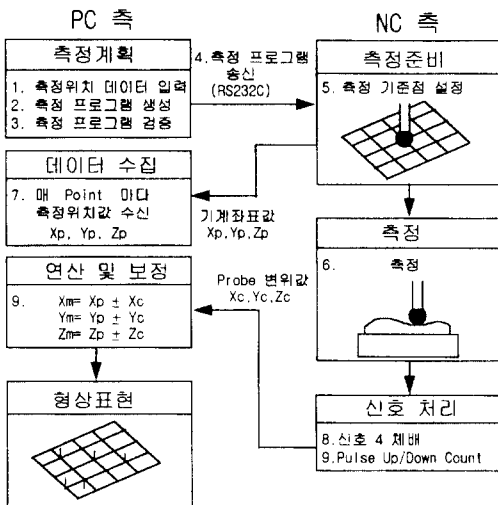 PC 측
NC 측
측정계획
1. 측정위치 데이터 입력
2. 측정 프로그램 생성
3. 측정 프로그램 검증
4.측정 프로그램
송신
(RS232C)
측정준비
5. 측정 기준점 설정
데이터 수집
7. 매 Point 마다
측정위치값 수신
Xp, Yp, Zp
기계좌표값
Xp,Yp,Zp
측정
6. 측정
연산 및 보정
9. Xm= Xp ± Xc
Ym= Yp ± Yc
Zm= Zp ± Zc
Probe 변위값
Xc,Yc,Zc
형상표현
신호 처리
8.신호 4 체배
9.Pulse Up/Down Count